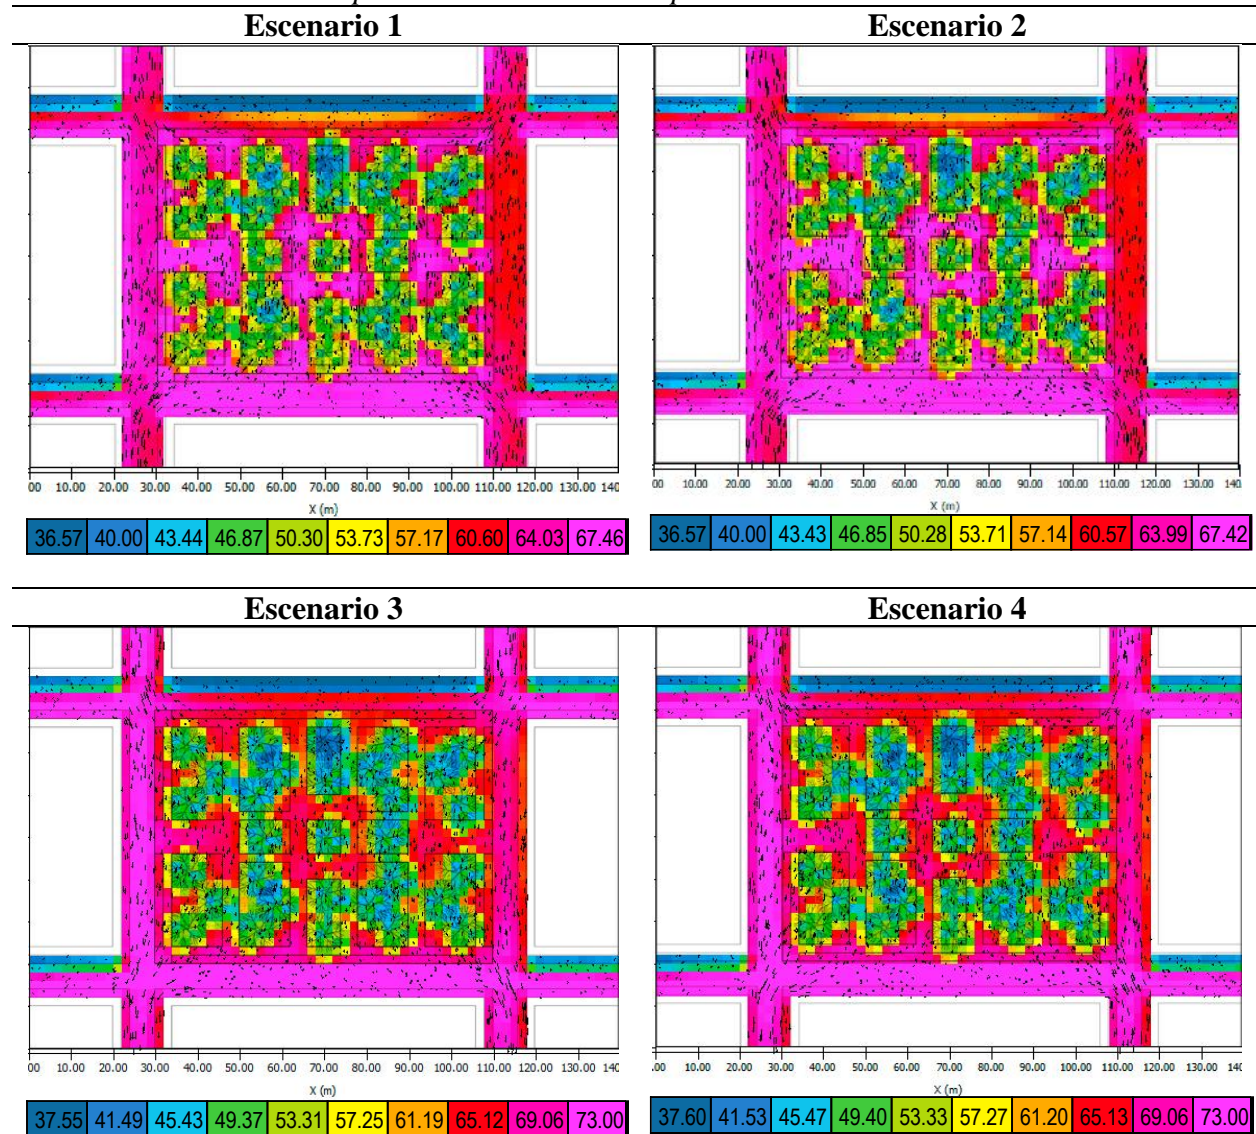 Escenario 1 Escenario 2
00 10.00 20.00 30.00 40.00 50.00 60.00 70.00 80.00 90.00 100.00 110.00 120.00 130.00 140
X (m)
00 10.00 20.00 30.00 40.00 50.00 60.00 70.00 80.00 90.00 100.00 110.00 120.00 130.00 140
X (m)
36.57 40.00 43.44 46.87 50.30 53.73 57.17 60.60 64.03 67.46
36.57 40.00 43.43 46.85 50.28 53.71 57.14 60.57 63.99 67.42
Escenario 3 Escenario 4
00 10.00 20.00 30.00 40.00 50.00 60.00 70.00 80.00 90.00 100.00 110.00 120.00 130.00 140
X (m)
00 10.00 20.00 30.00 40.00 50.00 60.00 70.00 80.00 90.00 100.00 110.00 120.00 130.00 140
X (m)
37.55 41.49 45.43 49.37 53.31 57.25 61.19 65.12 69.06 73.00
37.60 41.53 45.47 49.40 53.33 57.27 61.20 65.13 69.06 73.00